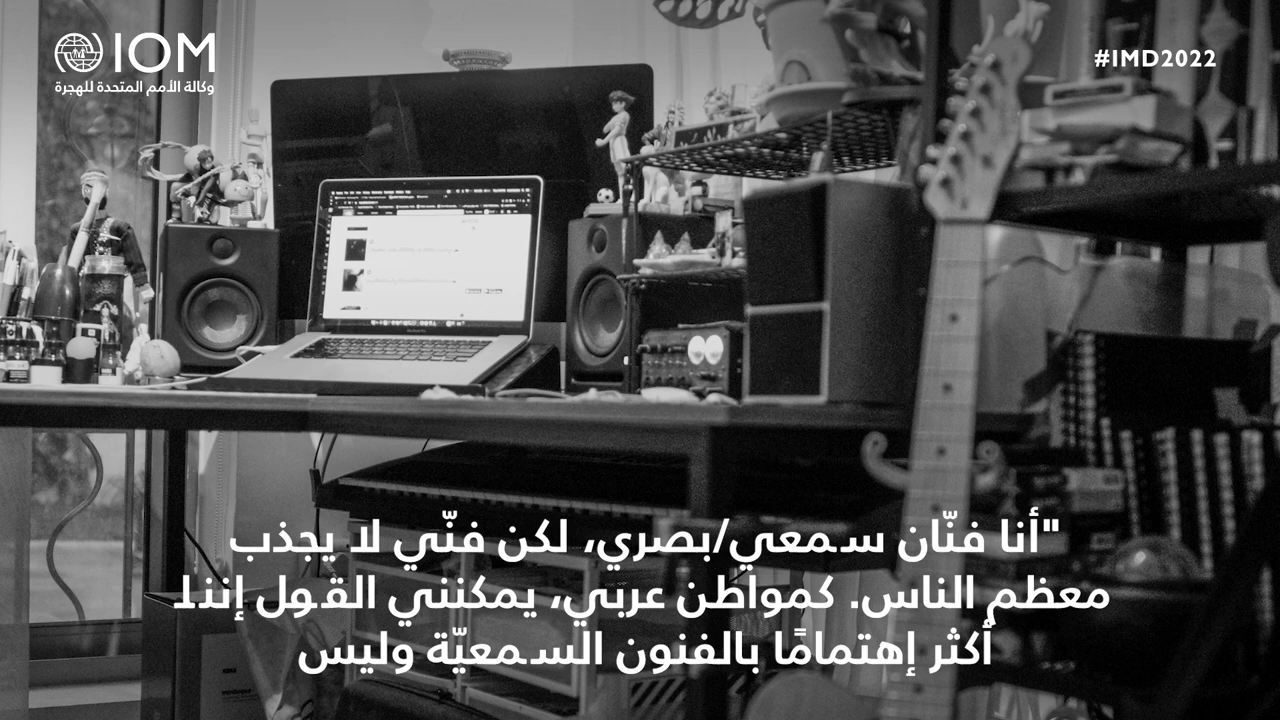 IOM
وكالة الأمم المتحدة للهجرة
#IMD2022
"أنا فنّان سمعي/بصري، لكن فنّي لا يجذب
معظم الناس. كمواطن عربي، يمكنني القول إننا
أكثر إهتمامًا بالفنون السمعيّة وليس